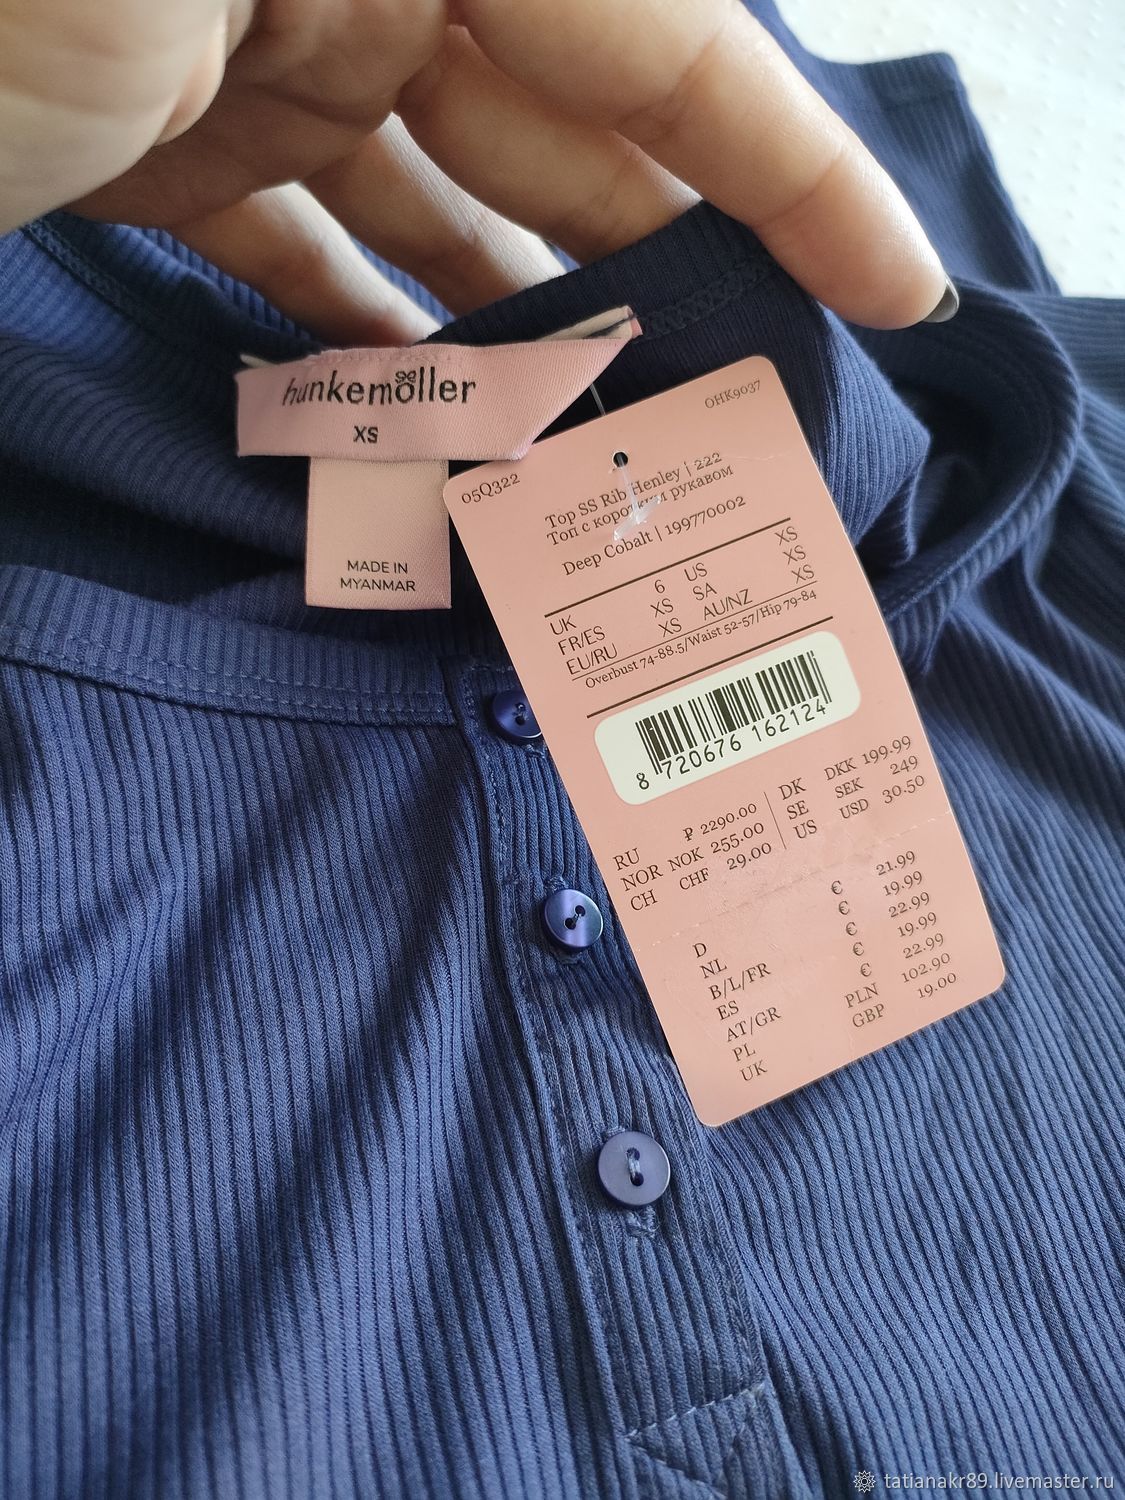 hunkemöller
XS
MADE IN
MYANMAR
05Q322
OHK9037
Top SS Rib Henley | 222
Топ с коротким рукавом
Deep Cobalt | 199770002
UK 6 US XS
FR/ES XS SA XS
EU/RU XS AU/NZ XS
Overbust 74-88.5/Waist 52-57/Hip 79-84
8 720676 162124
RU ₽ 2290.00 DK DKK 199.99
NOR NOK 255.00 SE SEK 249
CH CHF 29.00 US USD 30.50
D € 21.99
NL € 19.99
B/L/FR € 22.99
ES € 19.99
AT/GR € 22.99
PL PLN 102.90
UK GBP 19.00
tatianakr89.livemaster.ru